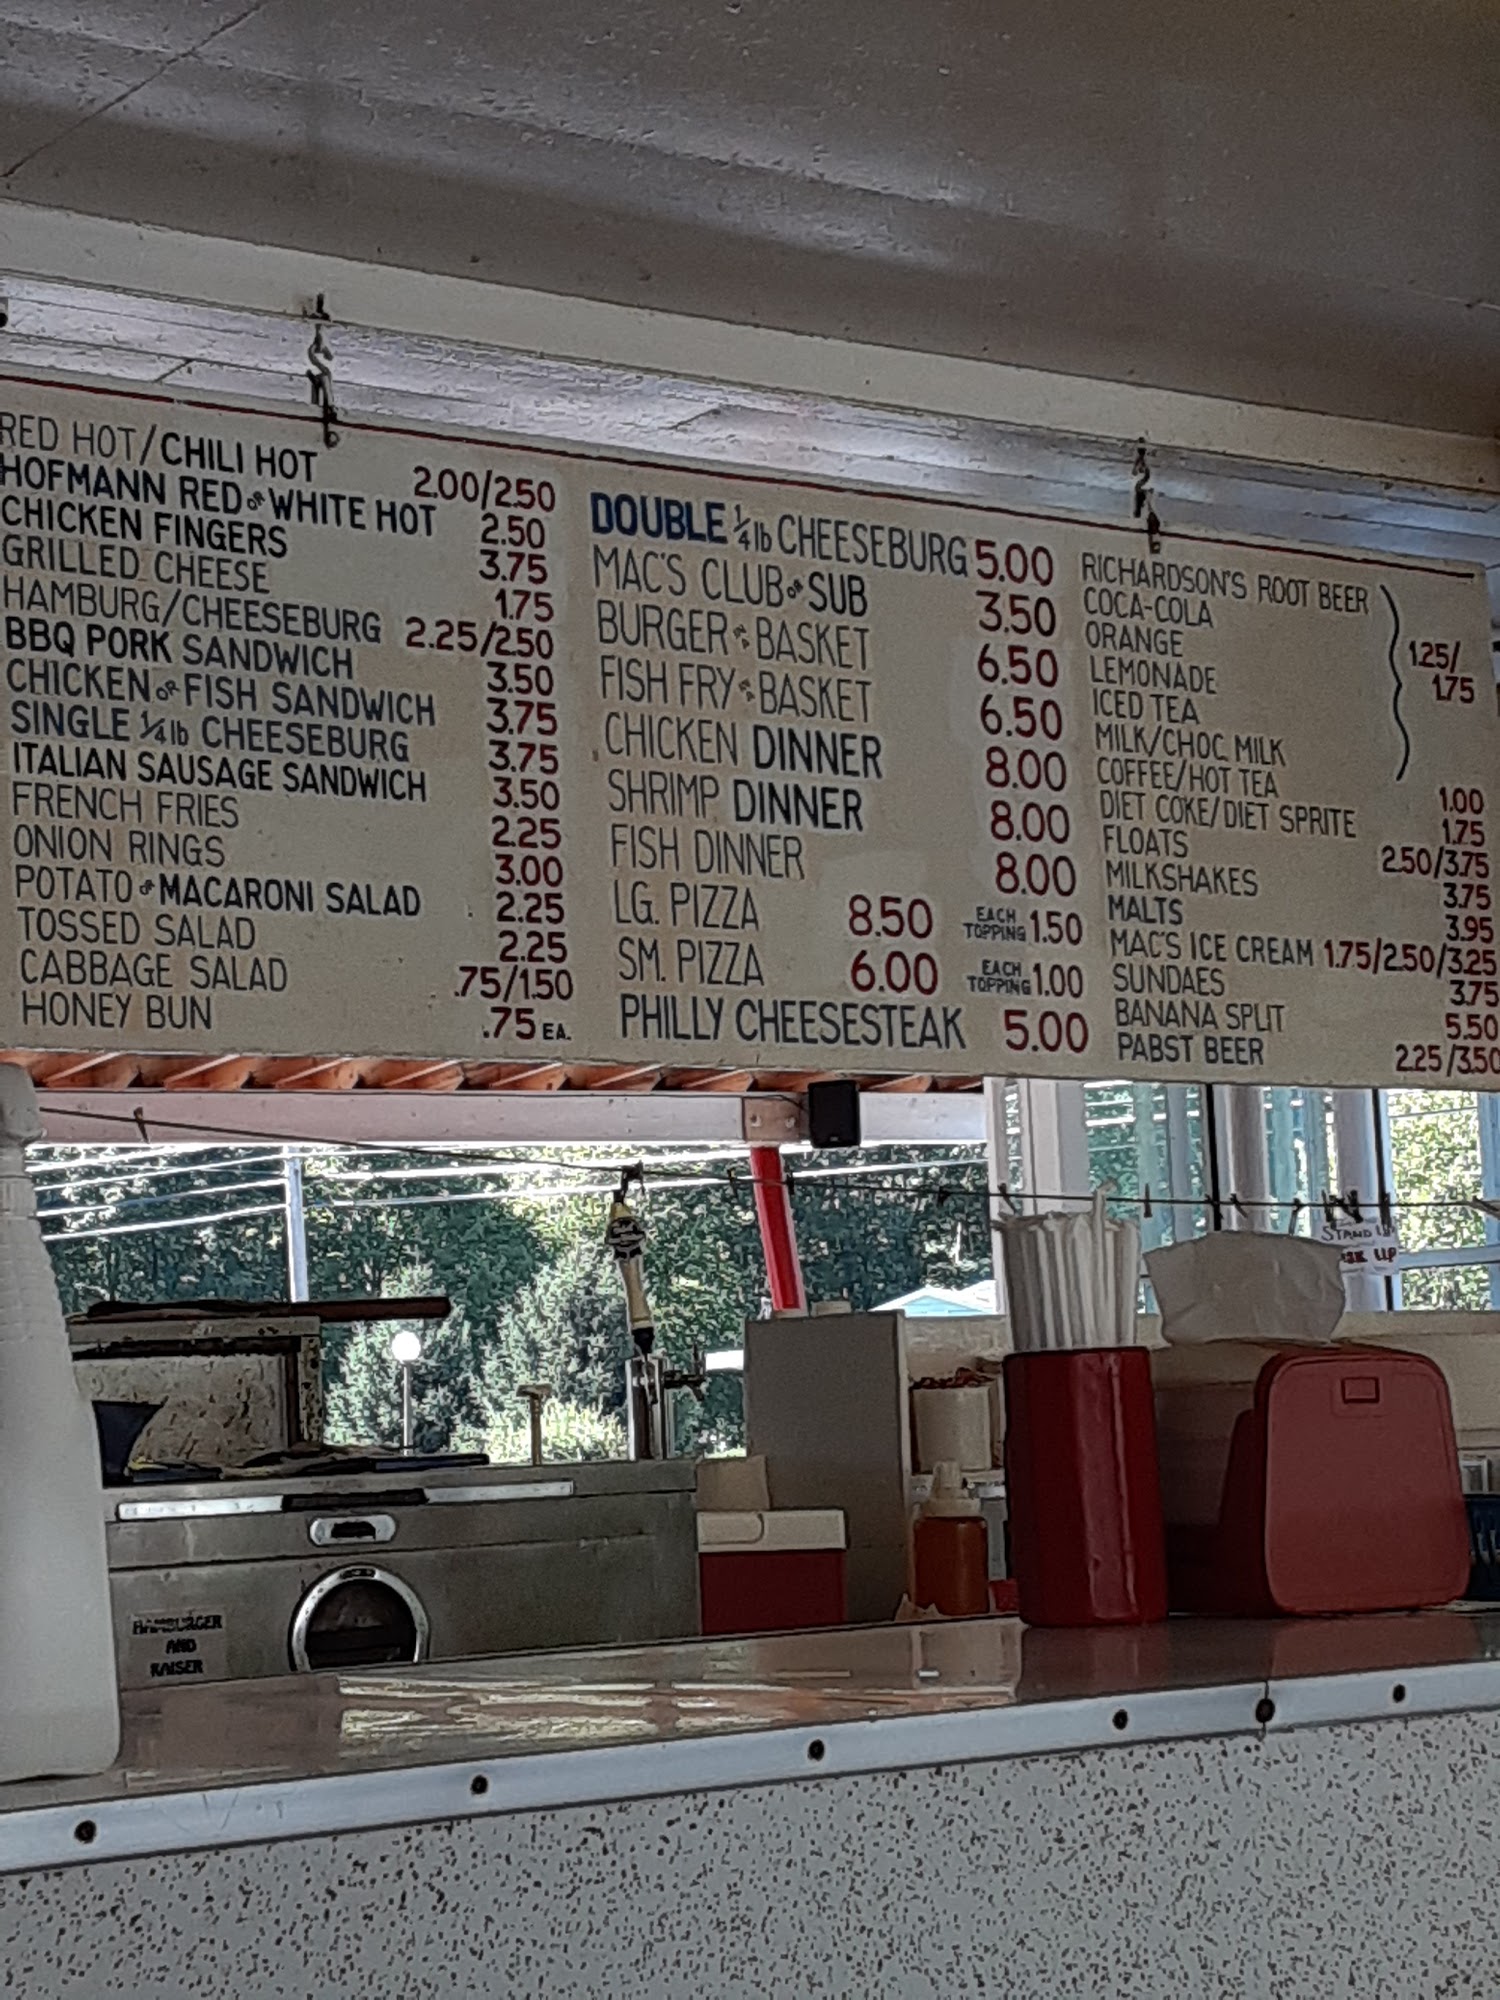 RED HOT/CHILI HOT 2.00/2.50
HOFMANN RED OR WHITE HOT 2.50
CHICKEN FINGERS 3.75
GRILLED CHEESE 1.75
HAMBURG/CHEESEBURG 2.25/2.50
BBQ PORK SANDWICH 3.50
CHICKEN OR FISH SANDWICH 3.75
SINGLE 1/4 lb CHEESEBURG 3.75
ITALIAN SAUSAGE SANDWICH 3.50
FRENCH FRIES 2.25
ONION RINGS 3.00
POTATO OR MACARONI SALAD 2.25
TOSSED SALAD 2.25
CABBAGE SALAD .75/1.50
HONEY BUN .75 EA.
DOUBLE 1/4 lb CHEESEBURG 5.00
MAC'S CLUB OR SUB 3.50
BURGER IN BASKET 6.50
FISH FRY IN BASKET 6.50
CHICKEN DINNER 8.00
SHRIMP DINNER 8.00
FISH DINNER 8.00
LG. PIZZA 8.50 EACH TOPPING 1.50
SM. PIZZA 6.00 EACH TOPPING 1.00
PHILLY CHEESESTEAK 5.00
RICHARDSON'S ROOT BEER
COCA-COLA
ORANGE 1.25/
LEMONADE 1.75
ICED TEA
MILK/CHOC. MILK
COFFEE/HOT TEA 1.00
DIET COKE/DIET SPRITE 1.75
FLOATS 2.50/3.75
MILKSHAKES 3.75
MALTS 3.95
MAC'S ICE CREAM 1.75/2.50/3.25
SUNDAES 3.75
BANANA SPLIT 5.50
PABST BEER 2.25/3.50
STAND
UP
HAMBURGER
AND
KAISER